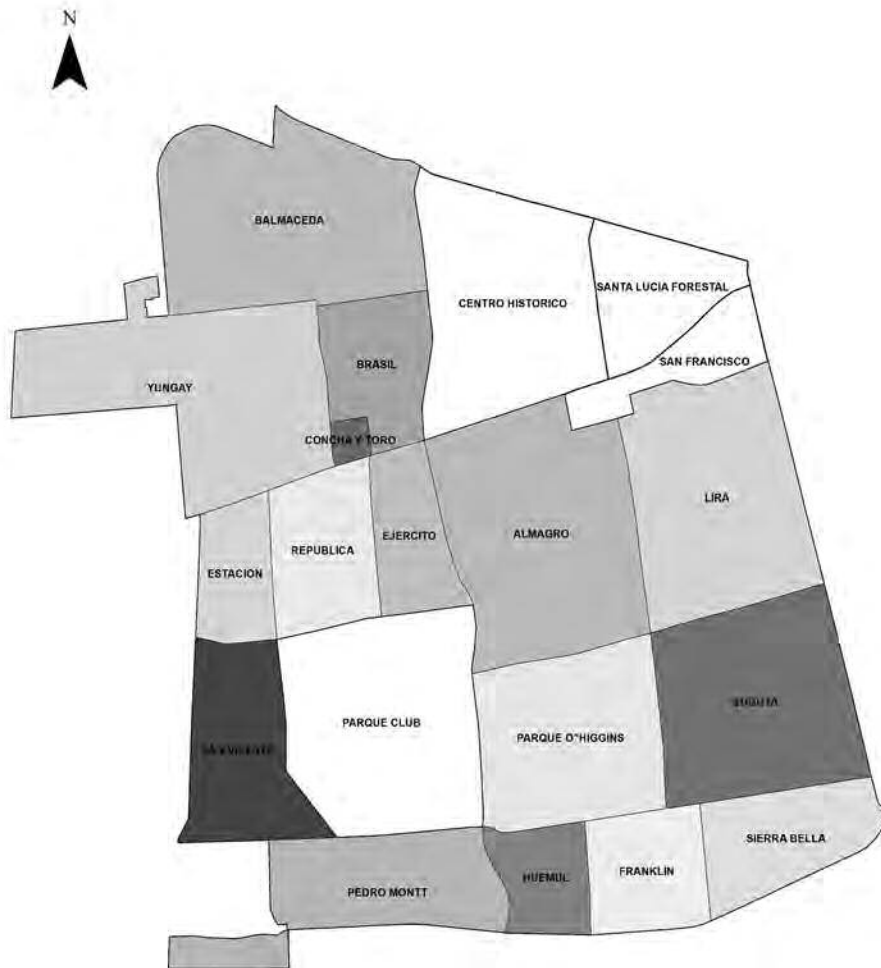 N
BALMACEDA
CENTRO HISTORICO
SANTA LUCIA FORESTAL
SAN FRANCISCO
BRASIL
YUNGAY
CONCHA Y TORO
LIRA
EJERCITO
ALMAGRO
REPUBLICA
ESTACION
BOGOTA
PARQUE CLUB
PARQUE O"HIGGINS
SIERRA BELLA
FRANKLIN
HUEMUL
PEDRO MONTT